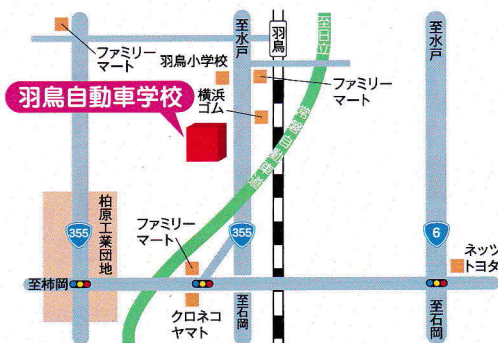 至水戸
羽鳥
至日立
至水戸
ファミリー
マート
羽鳥小学校
ファミリー
マート
羽鳥自動車学校
横浜
ゴム
常磐自動車道
柏原工業団地
355
ファミリー
マート
355
6
ネッツ
トヨタ
至柿岡
クロネコ
ヤマト
至石岡
至石岡